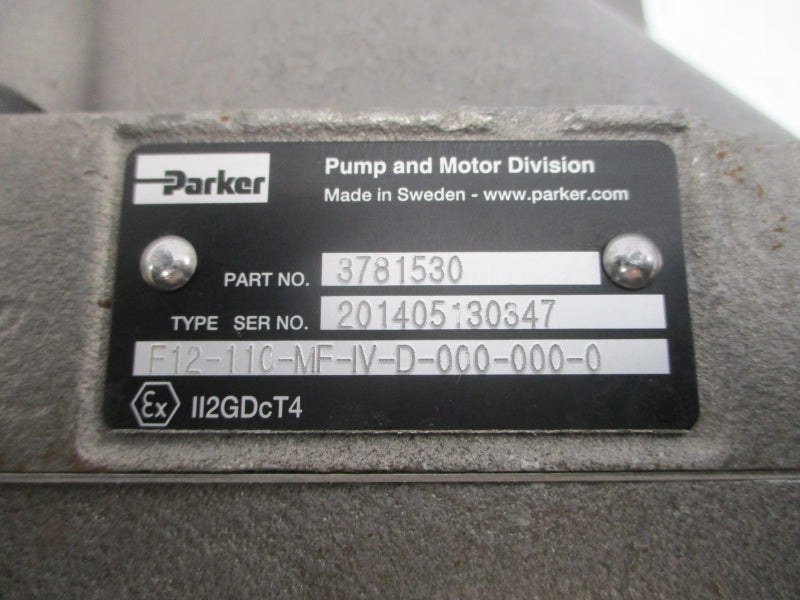 Parker
Pump and Motor Division
Made in Sweden - www.parker.com
PART NO. 3781530
TYPE SER NO. 201405130347
F12-110-MF-IV-D-000-000-0
Ex II2GDcT4